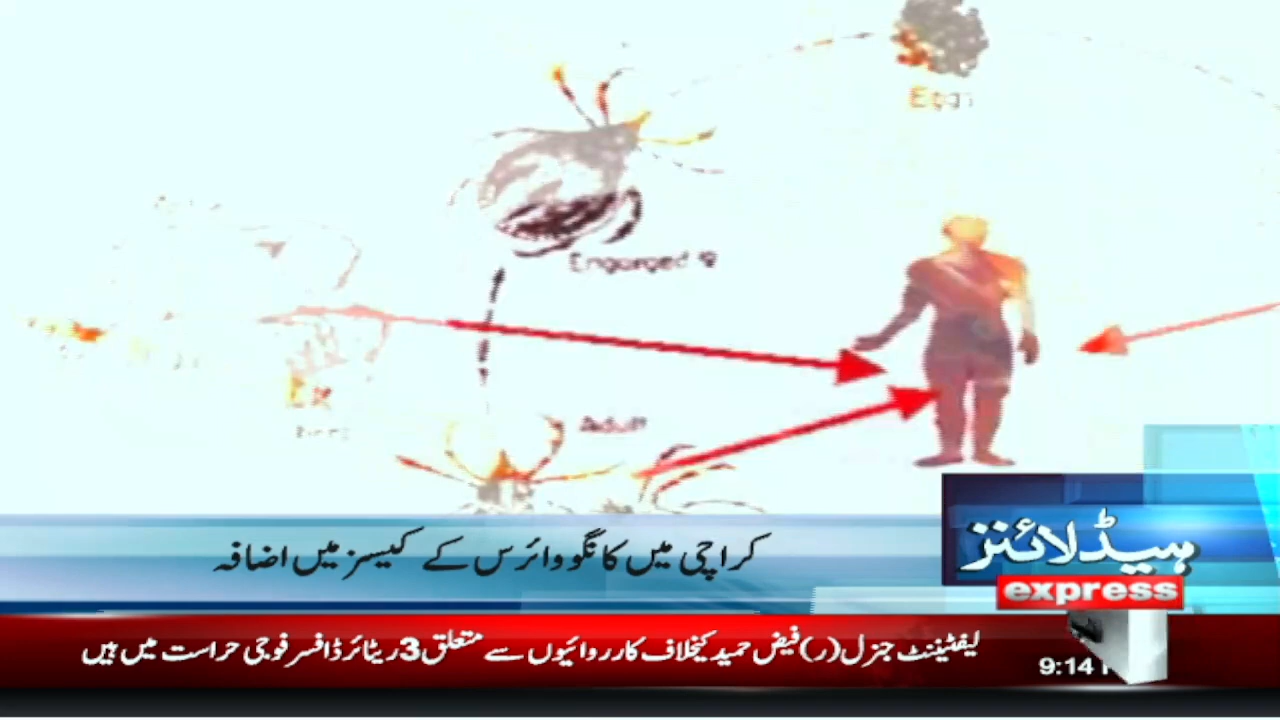 Eggs
Engorged ♀
Adult
کراچی میں کانگو وائرس کے کیسز میں اضافہ
ہیڈلائنز
express
لیفٹیننٹ جنرل (ر) فیض حمید کیخلاف کارروائیوں سے متعلق 3 ریٹائرڈ افسر فوجی حراست میں ہیں
9:14